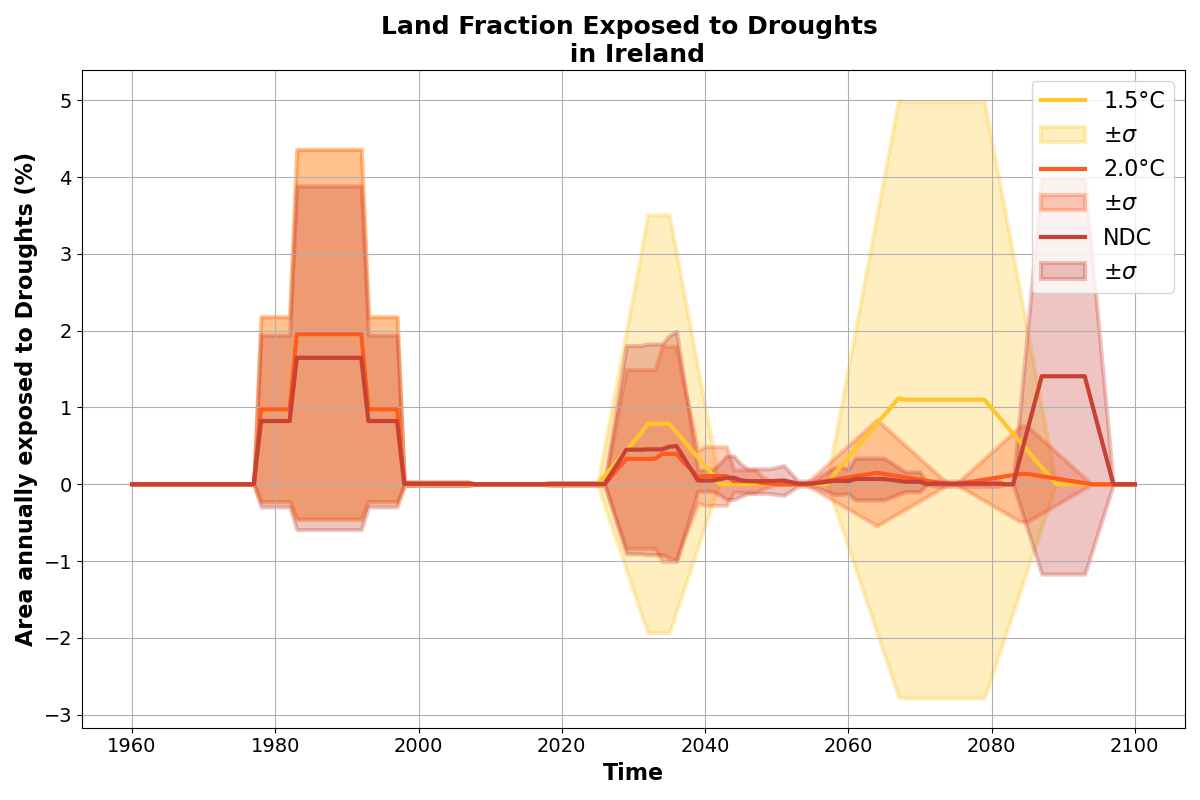 Land Fraction Exposed to Droughts
in Ireland
Area annually exposed to Droughts (%)
5
4
3
2
1
0
−1
−2
−3
1.5°C
±σ
2.0°C
±σ
NDC
±σ
1960
1980
2000
2020
2040
2060
2080
2100
Time